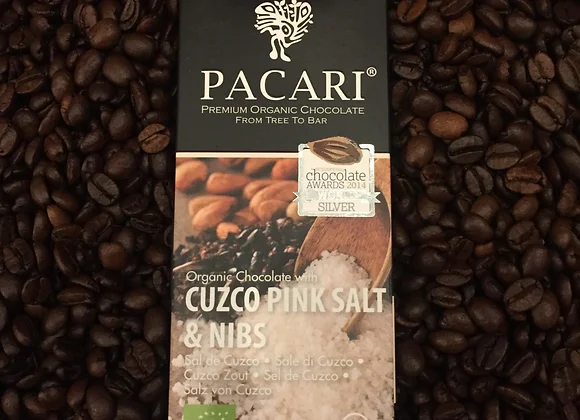 PACARI®
PREMIUM ORGANIC CHOCOLATE
FROM TREE TO BAR
chocolate
AWARDS 2014
SILVER
Organic Chocolate with
CUZCO PINK SALT
& NIBS
Sal de Cuzco • Sale di Cuzco •
Cuzco Zout • Sel de Cuzco •
Salz von Cuzco